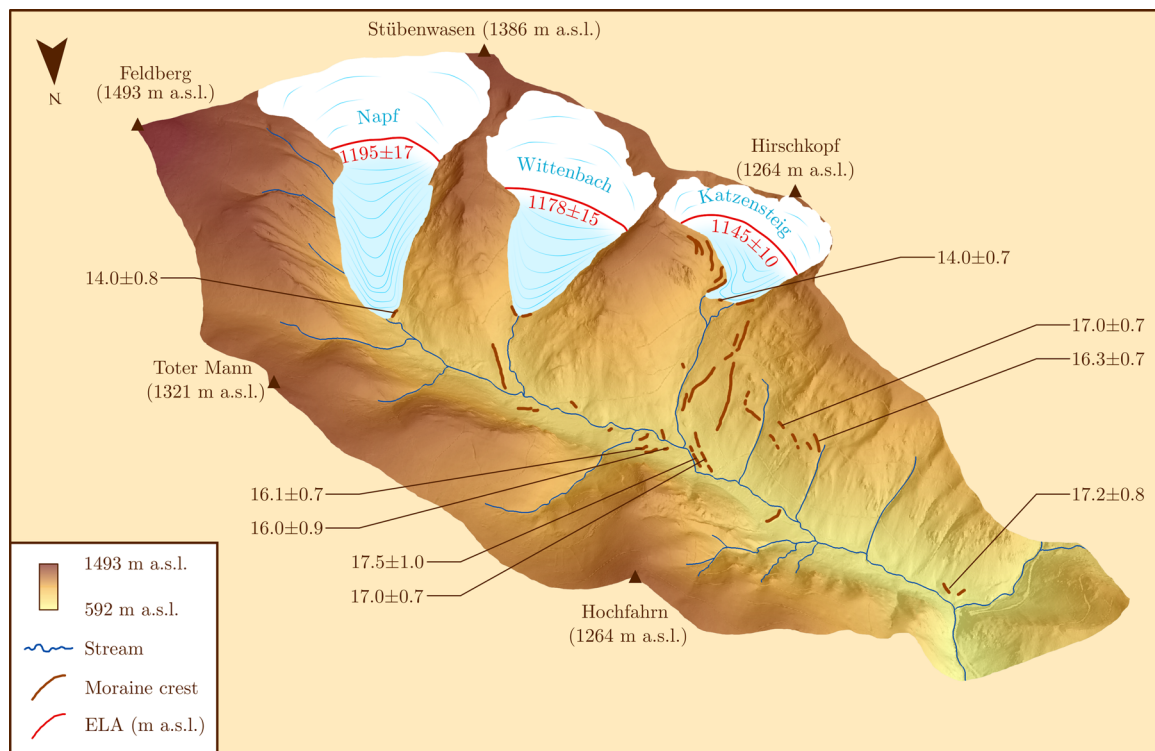 Stübenwasen (1386 m a.s.l.)
Feldberg
(1493 m a.s.l.)
N
Napf
1195±17
Hirschkopf
(1264 m a.s.l.)
Wittenbach
1178±15
Katzensteig
1145±10
14.0±0.8
14.0±0.7
17.0±0.7
16.3±0.7
Toter Mann
(1321 m a.s.l.)
16.1±0.7
16.0±0.9
17.2±0.8
17.5±1.0
17.0±0.7
Hochfahrn
(1264 m a.s.l.)
1493 m a.s.l.
592 m a.s.l.
Stream
Moraine crest
ELA (m a.s.l.)